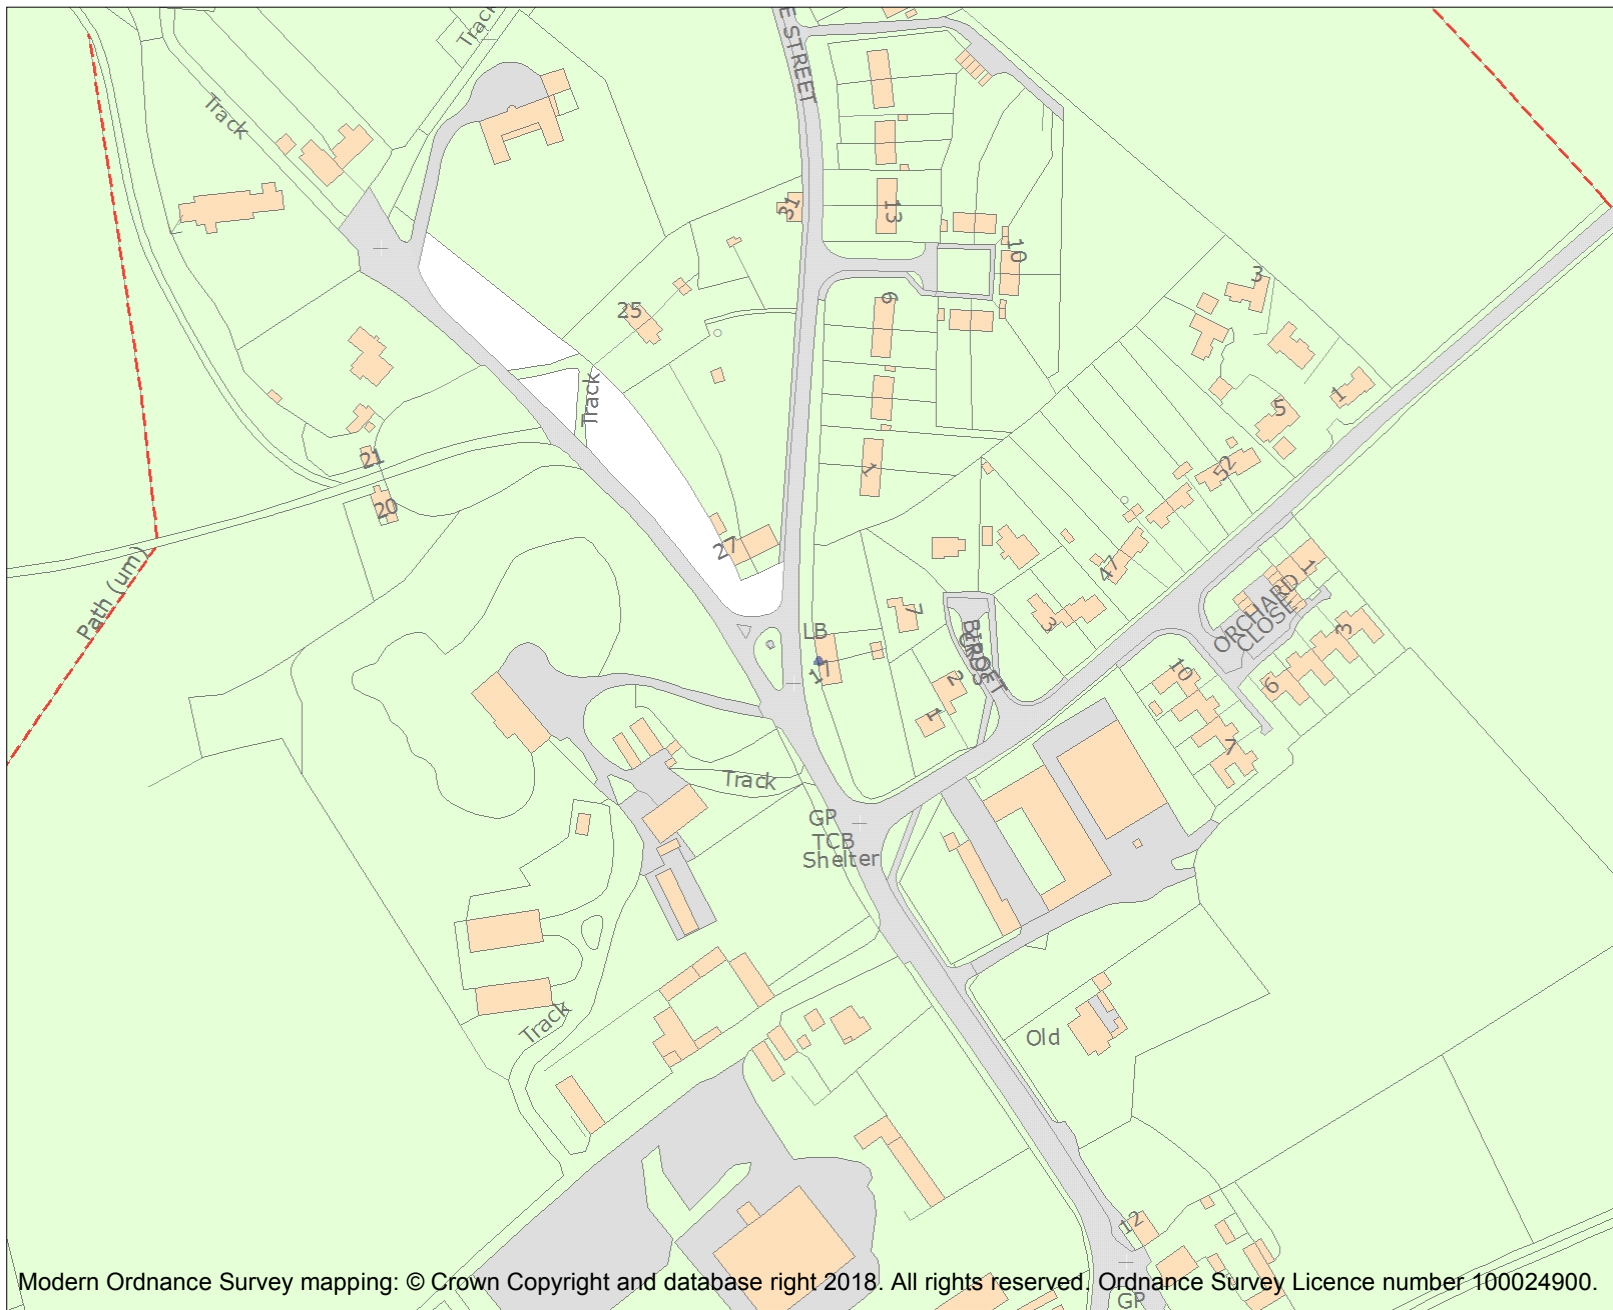 Track
E STREET
Track
31
13
10
3
25
6
Track
1
5
21
1
52
20
27
47
Path (um)
ORCHARD
CLOSE
1
7
LB
3
3
17
2
10
6
1
7
Track
GP
TCB
Shelter
Track
Old
12
Modern Ordnance Survey mapping: © Crown Copyright and database right 2018. All rights reserved. Ordnance Survey Licence number 100024900.
GP